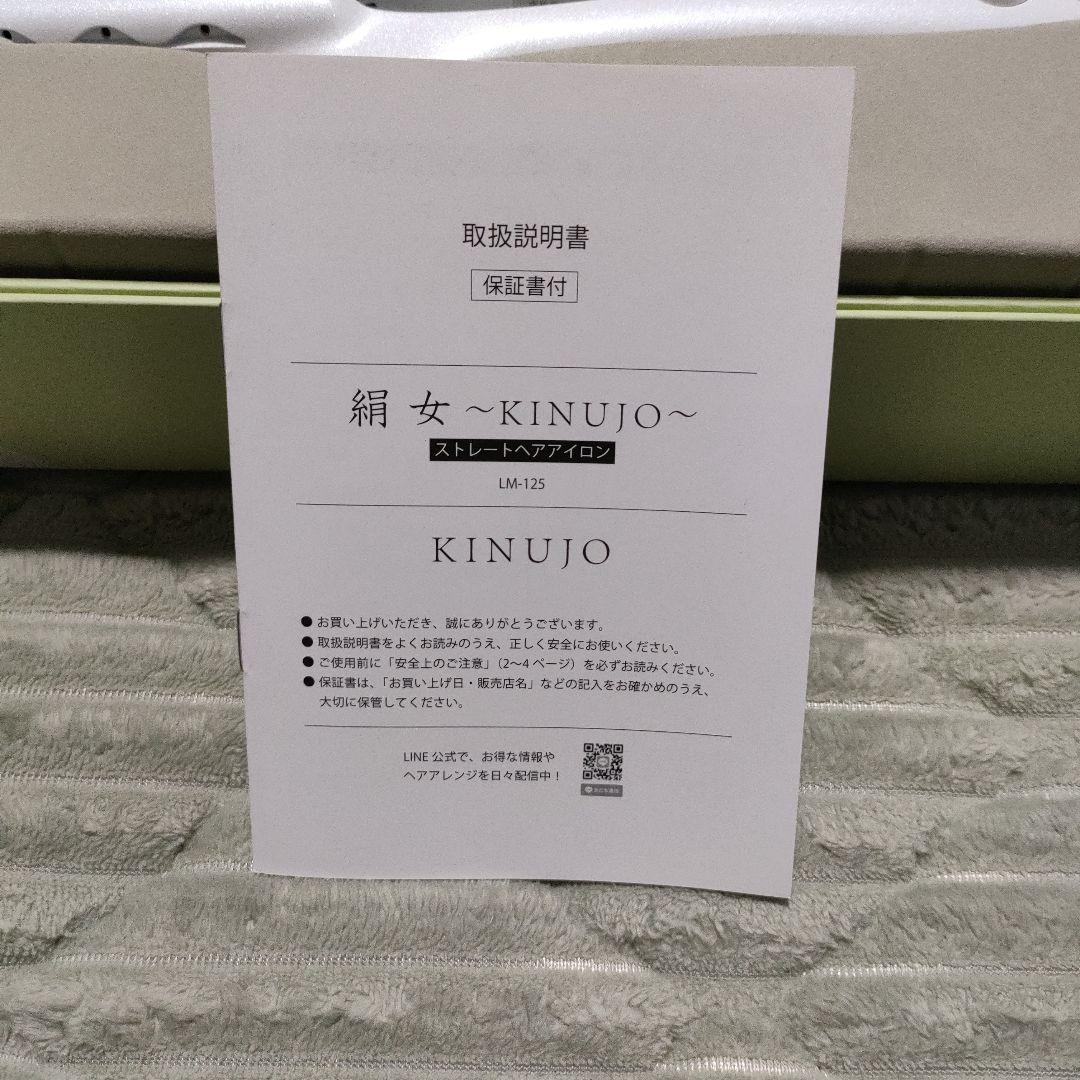 取扱説明書
保証書付
絹女～KINUJO～
ストレートヘアアイロン
LM-125
KINUJO
●お買い上げいただき、誠にありがとうございます。
●取扱説明書をよくお読みのうえ、正しく安全にお使いください。
●ご使用前に「安全上のご注意」（2～4ページ）を必ずお読みください。
●保証書は、「お買い上げ日・販売店名」などの記入をお確かめのうえ、
大切に保管してください。
LINE公式で、お得な情報や
ヘアアレンジを日々配信中！